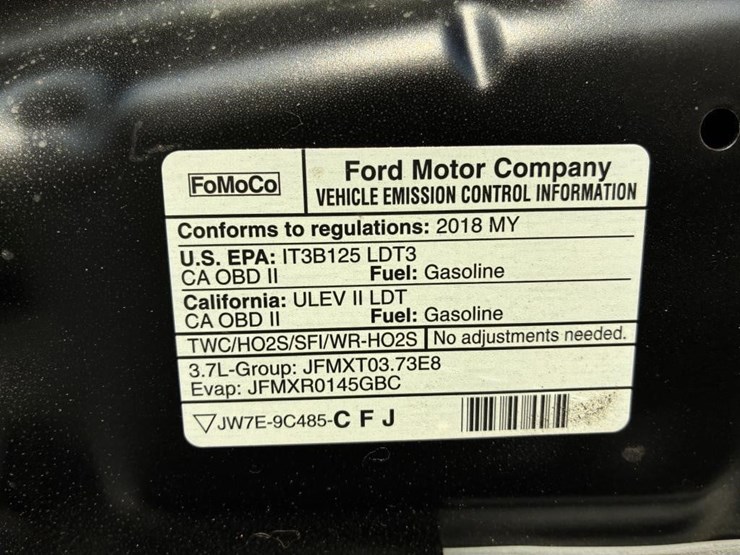 FoMoCo
Ford Motor Company
VEHICLE EMISSION CONTROL INFORMATION
Conforms to regulations: 2018 MY
U.S. EPA: IT3B125 LDT3
CA OBD II Fuel: Gasoline
California: ULEV II LDT
CA OBD II Fuel: Gasoline
TWC/HO2S/SFI/WR-HO2S No adjustments needed.
3.7L-Group: JFMXT03.73E8
Evap: JFMXR0145GBC
▽JW7E-9C485-C F J